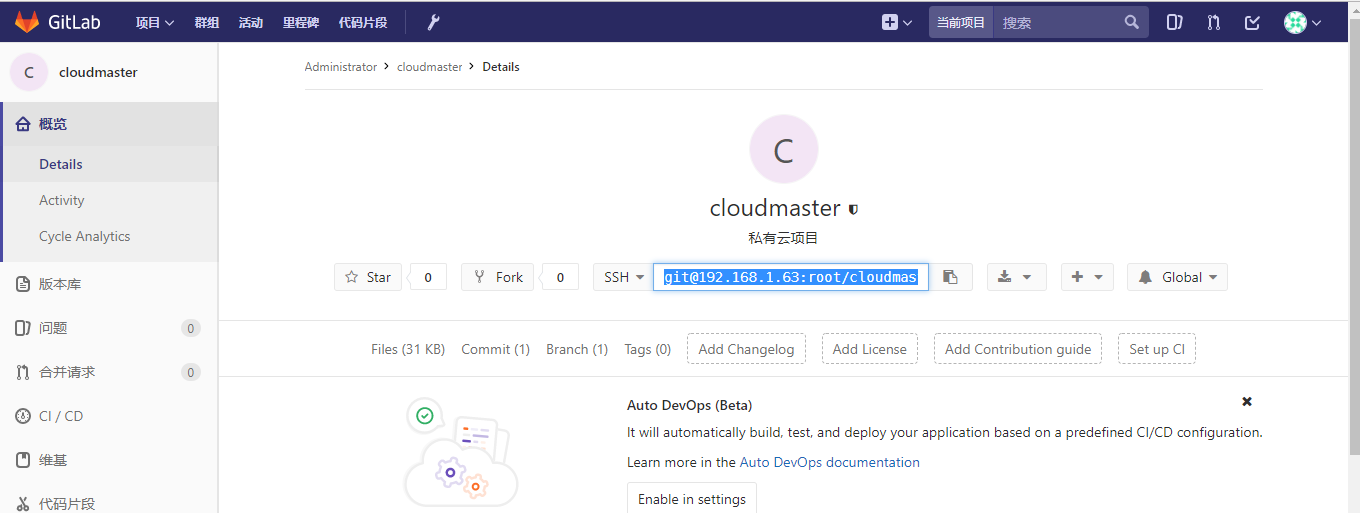 GitLab 项目 群组 活动 里程碑 代码片段 当前项目 搜索
C cloudmaster
概览
Details
Activity
Cycle Analytics
版本库
问题 0
合并请求 0
CI / CD
维基
代码片段
Administrator > cloudmaster > Details
C
cloudmaster
私有云项目
Star 0 Fork 0 SSH git@192.168.1.63:root/cloudmas Global
Files (31 KB) Commit (1) Branch (1) Tags (0) Add Changelog Add License Add Contribution guide Set up CI
Auto DevOps (Beta)
It will automatically build, test, and deploy your application based on a predefined CI/CD configuration.
Learn more in the Auto DevOps documentation
Enable in settings